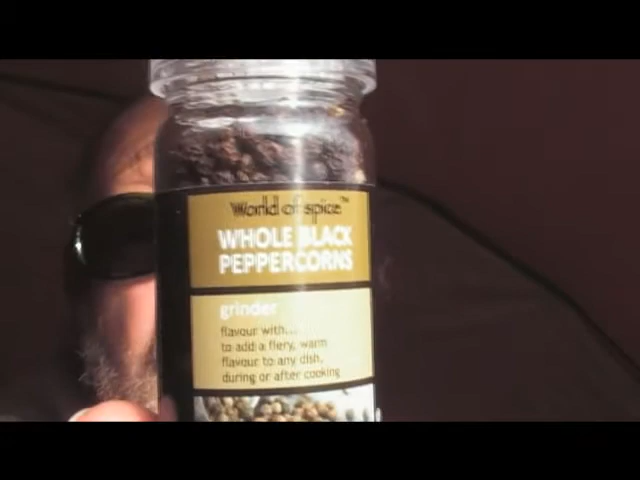 World of spice™
WHOLE BLACK
PEPPERCORNS
grinder
flavour with...
to add a fiery, warm
flavour to any dish,
during or after cooking